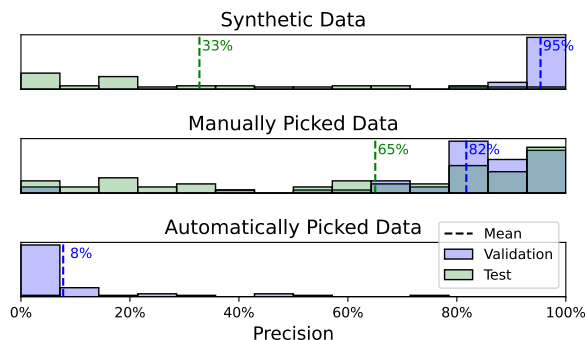 Synthetic Data
33%
95%
Manually Picked Data
65%
82%
Automatically Picked Data
8%
Mean
Validation
Test
0% 20% 40% 60% 80% 100%
Precision